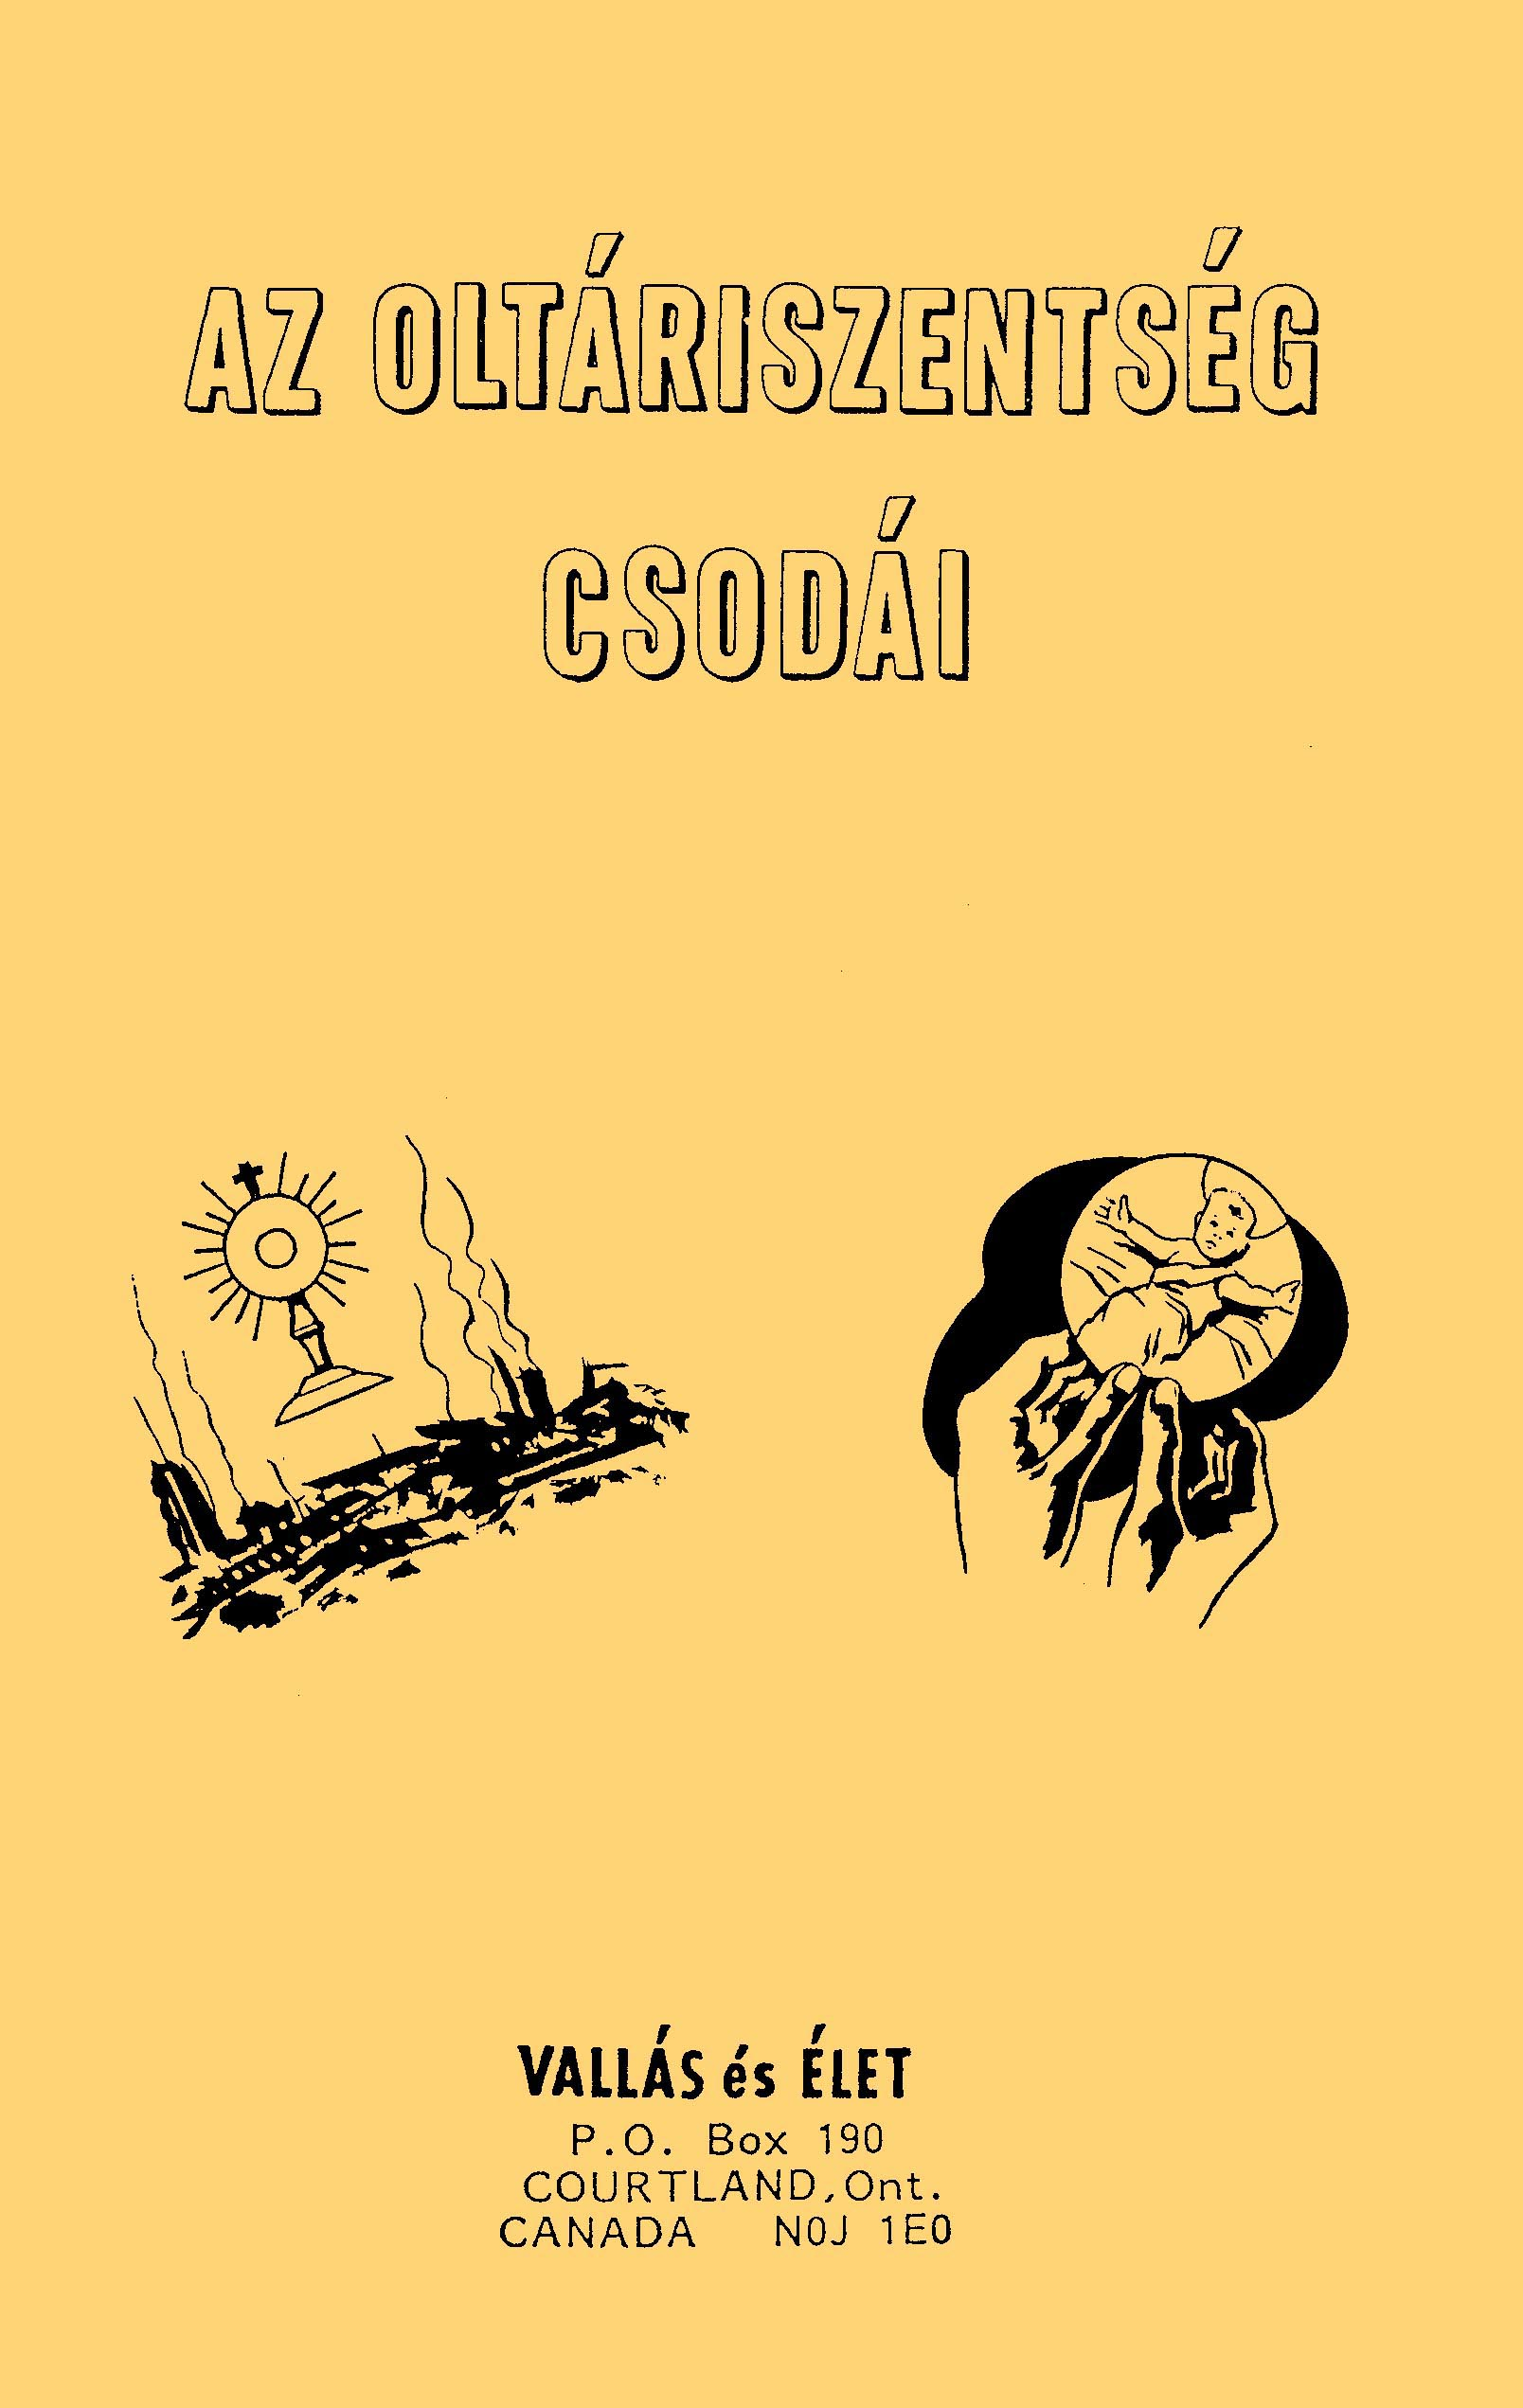 AZ OLTÁRISZENTSÉG
CSODÁI
VALLÁS és ÉLET
P.O. Box 190
COURTLAND,Ont.
CANADA N0J 1E0